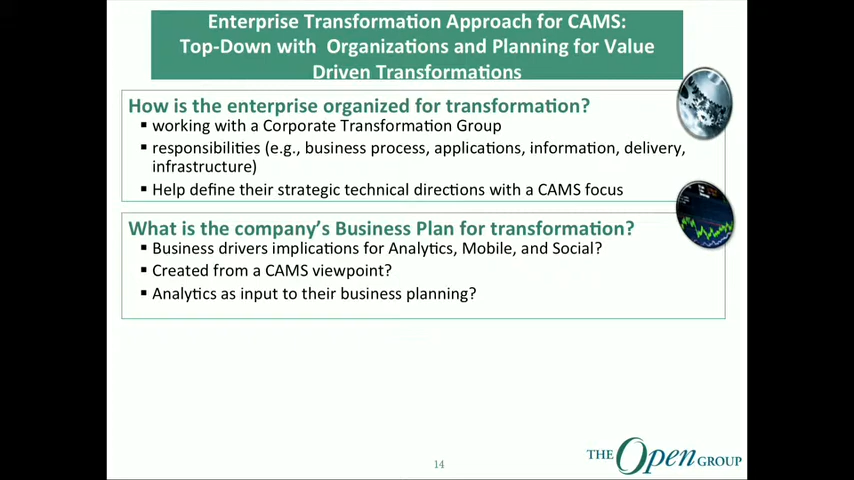 Enterprise Transformation Approach for CAMS:
Top-Down with Organizations and Planning for Value
Driven Transformations
How is the enterprise organized for transformation?
▪ working with a Corporate Transformation Group
▪ responsibilities (e.g., business process, applications, information, delivery,
infrastructure)
▪ Help define their strategic technical directions with a CAMS focus
What is the company's Business Plan for transformation?
▪ Business drivers implications for Analytics, Mobile, and Social?
▪ Created from a CAMS viewpoint?
▪ Analytics as input to their business planning?
14
THE Open GROUP